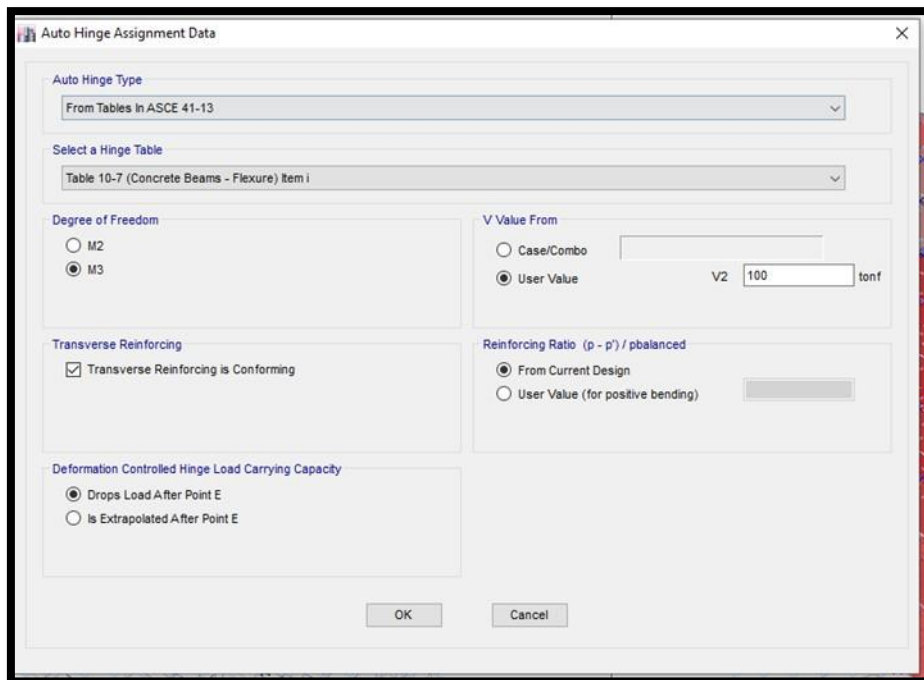 Auto Hinge Assignment Data
Auto Hinge Type
From Tables In ASCE 41-13
Select a Hinge Table
Table 10-7 (Concrete Beams - Flexure) Item i
Degree of Freedom
M2
M3
V Value From
Case/Combo
User Value V2 100 tonf
Transverse Reinforcing
Transverse Reinforcing is Conforming
Reinforcing Ratio (p - p') / pbalanced
From Current Design
User Value (for positive bending)
Deformation Controlled Hinge Load Carrying Capacity
Drops Load After Point E
Is Extrapolated After Point E
OK Cancel